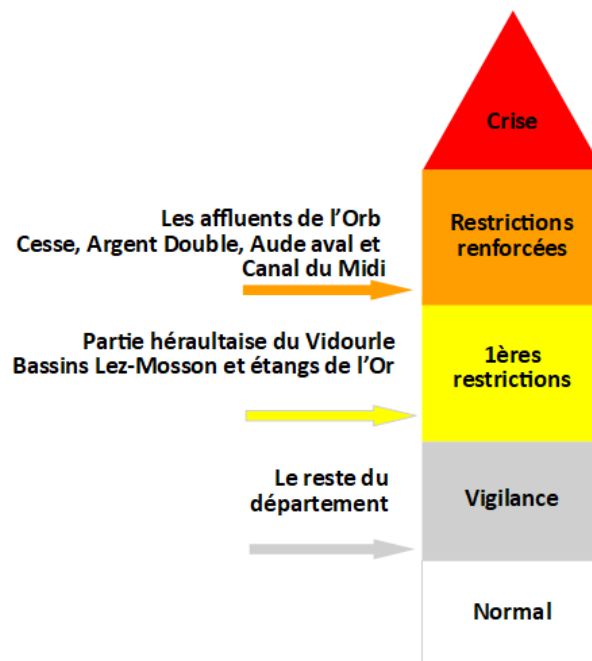 Crise
Les affluents de l’Orb
Cesse, Argent Double, Aude aval et
Canal du Midi
Restrictions
renforcées
Partie héraultaise du Vidourle
Bassins Lez-Mosson et étangs de l’Or
1ères
restrictions
Le reste du
département
Vigilance
Normal